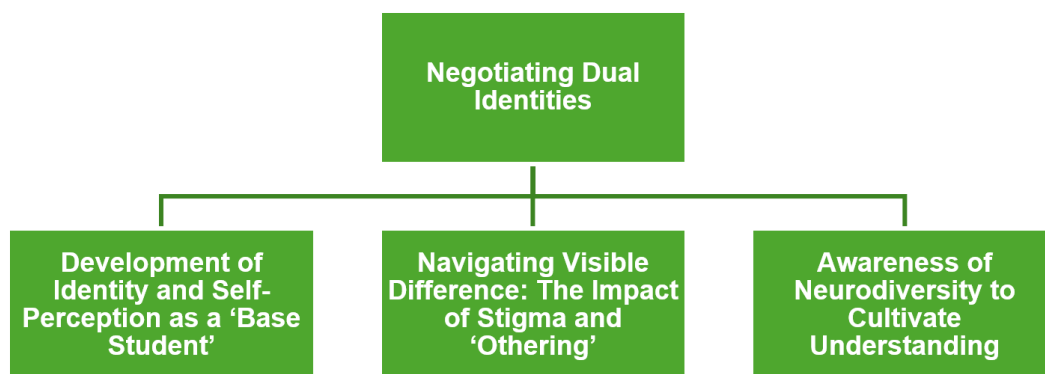 Negotiating Dual
Identities
Development of
Identity and Self-
Perception as a ‘Base
Student’
Navigating Visible
Difference: The Impact
of Stigma and
‘Othering’
Awareness of
Neurodiversity to
Cultivate
Understanding